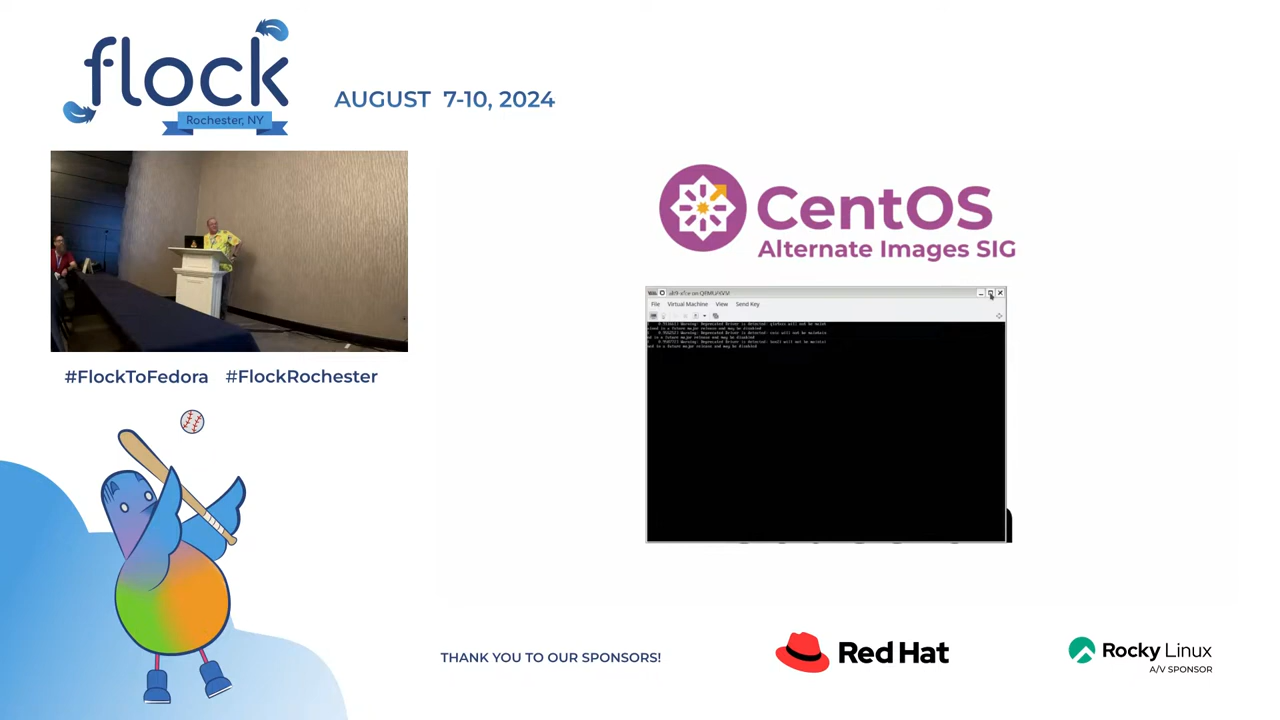 flock
Rochester, NY
AUGUST 7-10, 2024
CentOS
Alternate Images SIG
File Virtual Machine View Send Key
#FlockToFedora #FlockRochester
THANK YOU TO OUR SPONSORS!
Red Hat
Rocky Linux
A/V SPONSOR